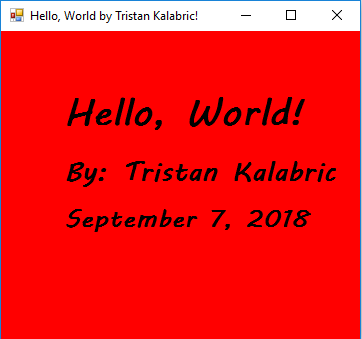 Hello, World by Tristan Kalabric!
Hello, World!
By: Tristan Kalabric
September 7, 2018